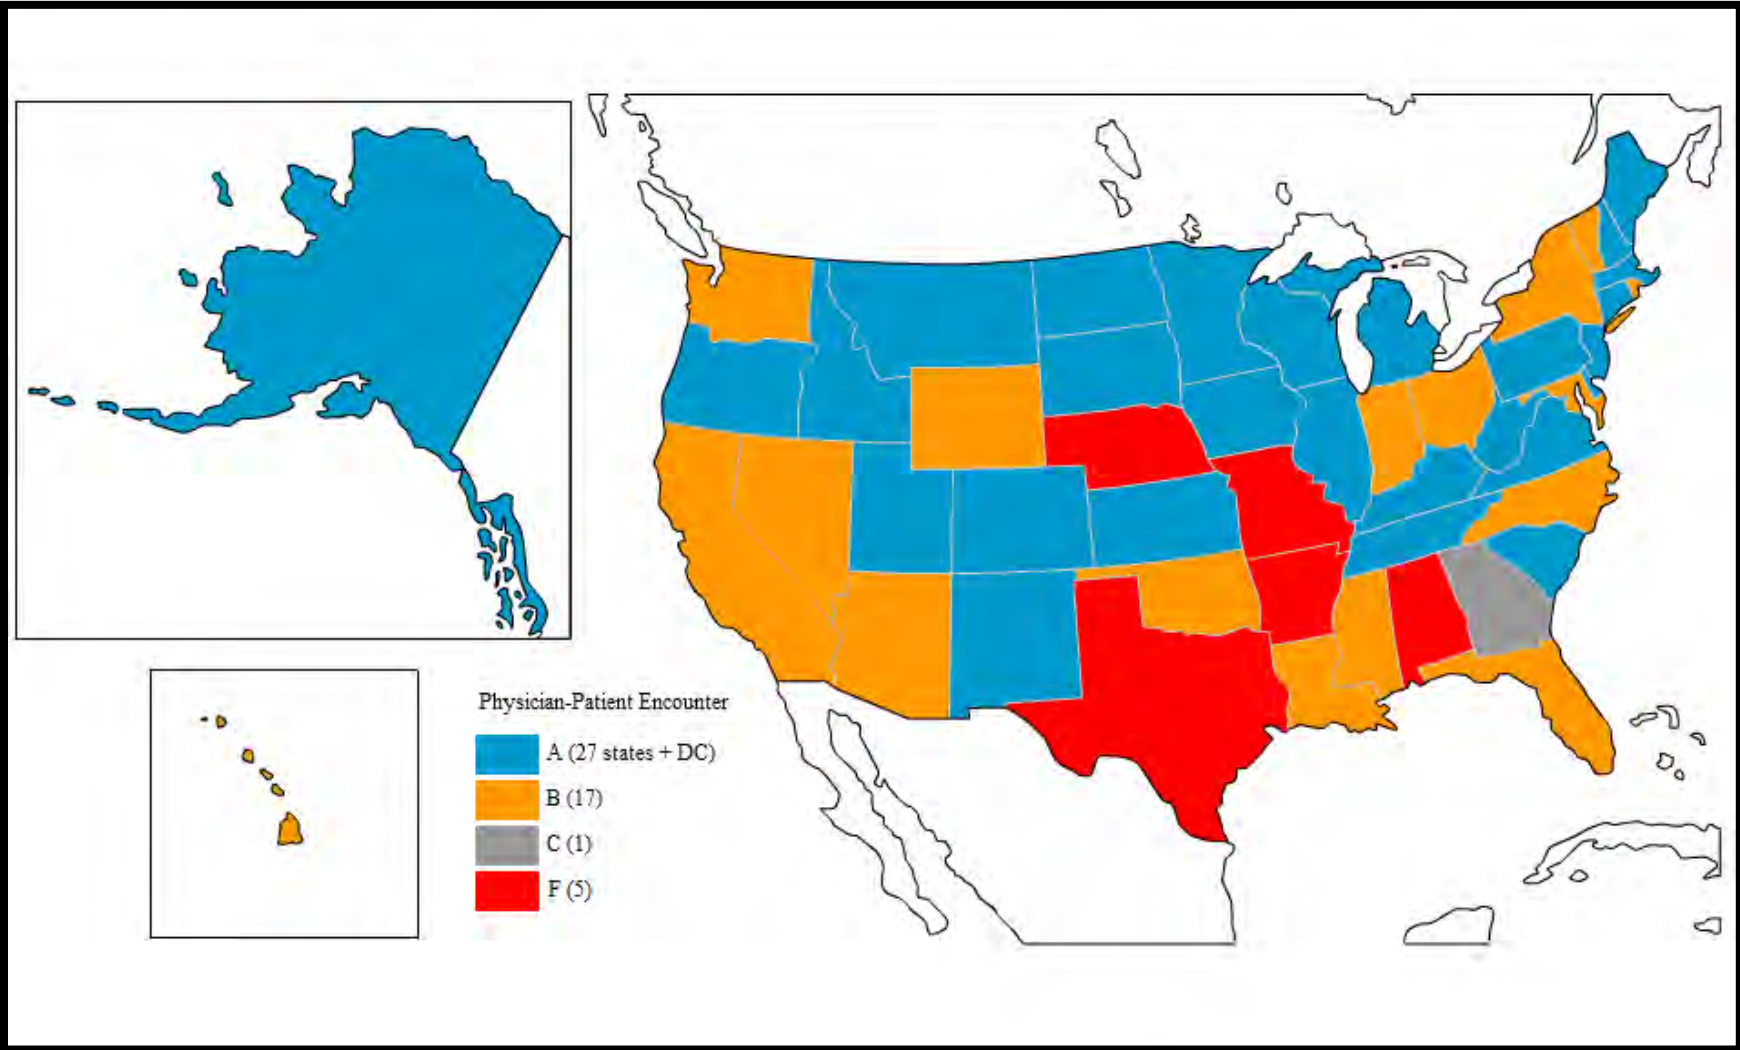 Physician-Patient Encounter
A (27 states + DC)
B (17)
C (1)
F (5)